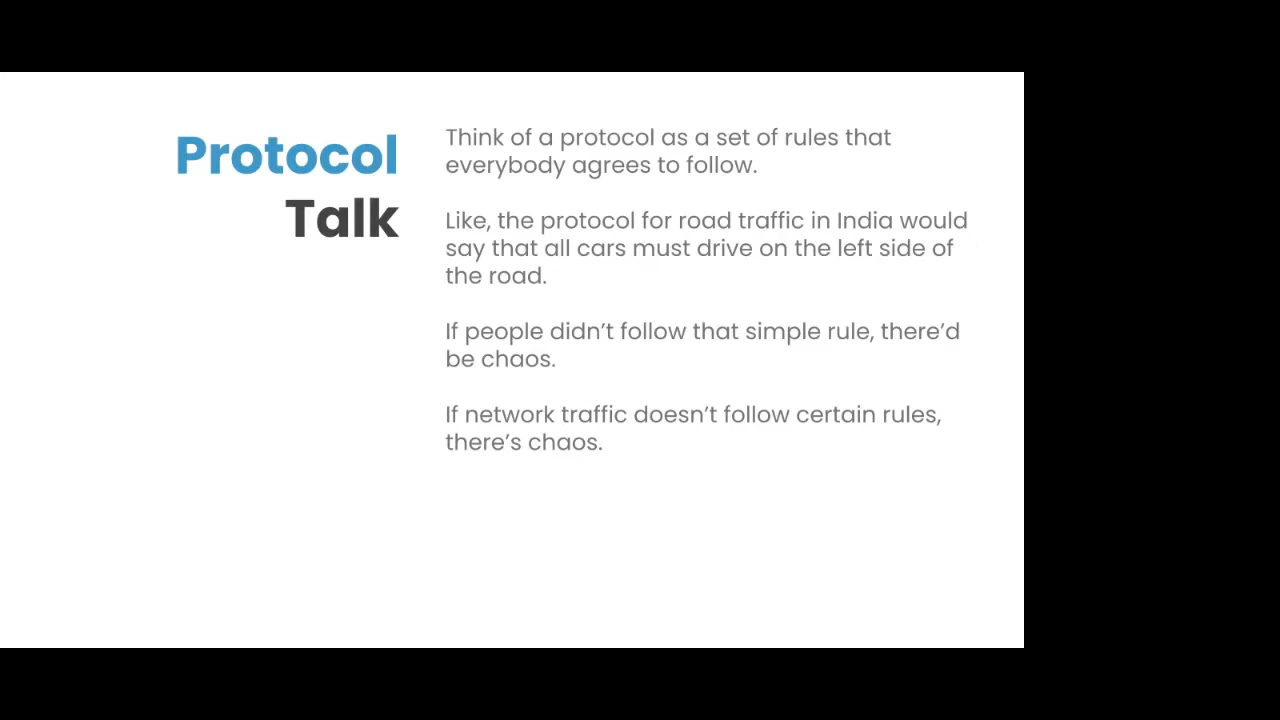 Protocol
Talk
Think of a protocol as a set of rules that
everybody agrees to follow.
Like, the protocol for road traffic in India would
say that all cars must drive on the left side of
the road.
If people didn’t follow that simple rule, there’d
be chaos.
If network traffic doesn’t follow certain rules,
there’s chaos.